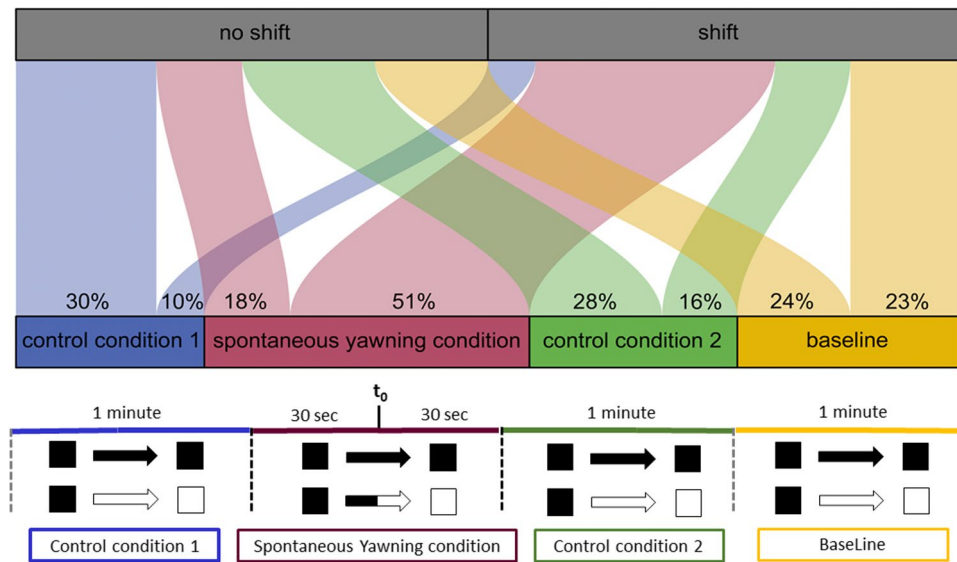 no shift shift
30% 10% 18% 51% 28% 16% 24% 23%
control condition 1 spontaneous yawning condition control condition 2 baseline
t0
1 minute 30 sec 30 sec 1 minute 1 minute
Control condition 1 Spontaneous Yawning condition Control condition 2 BaseLine